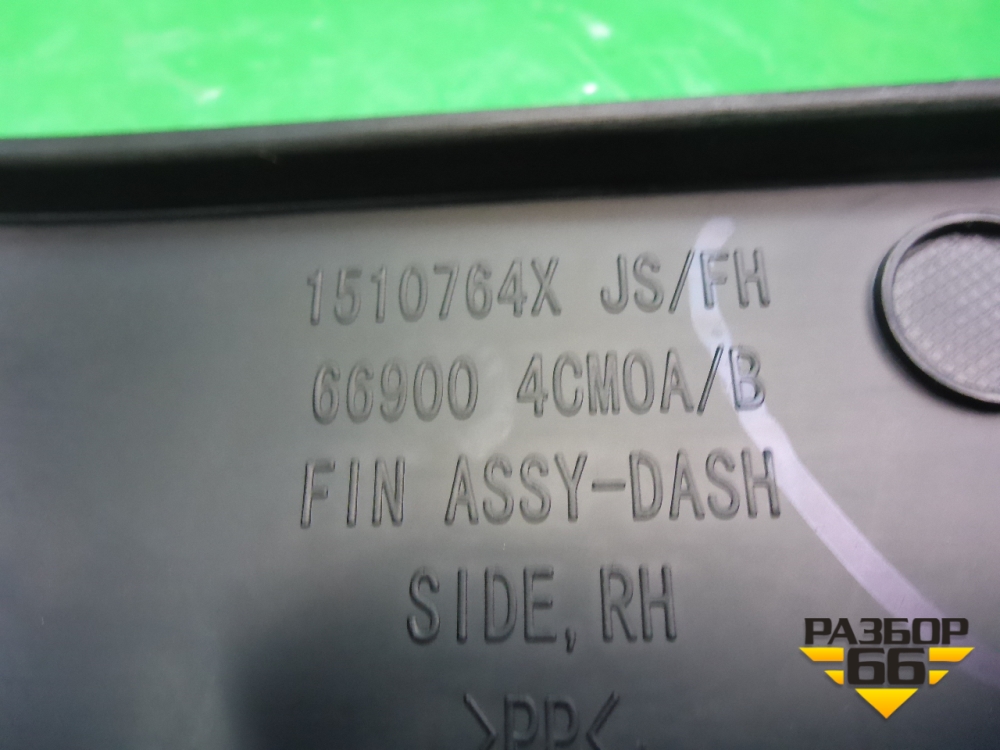 1510764X JS/FH
66900 4CM0A/B
FIN ASSY-DASH
SIDE, RH
>PP<
РАЗБОР
66